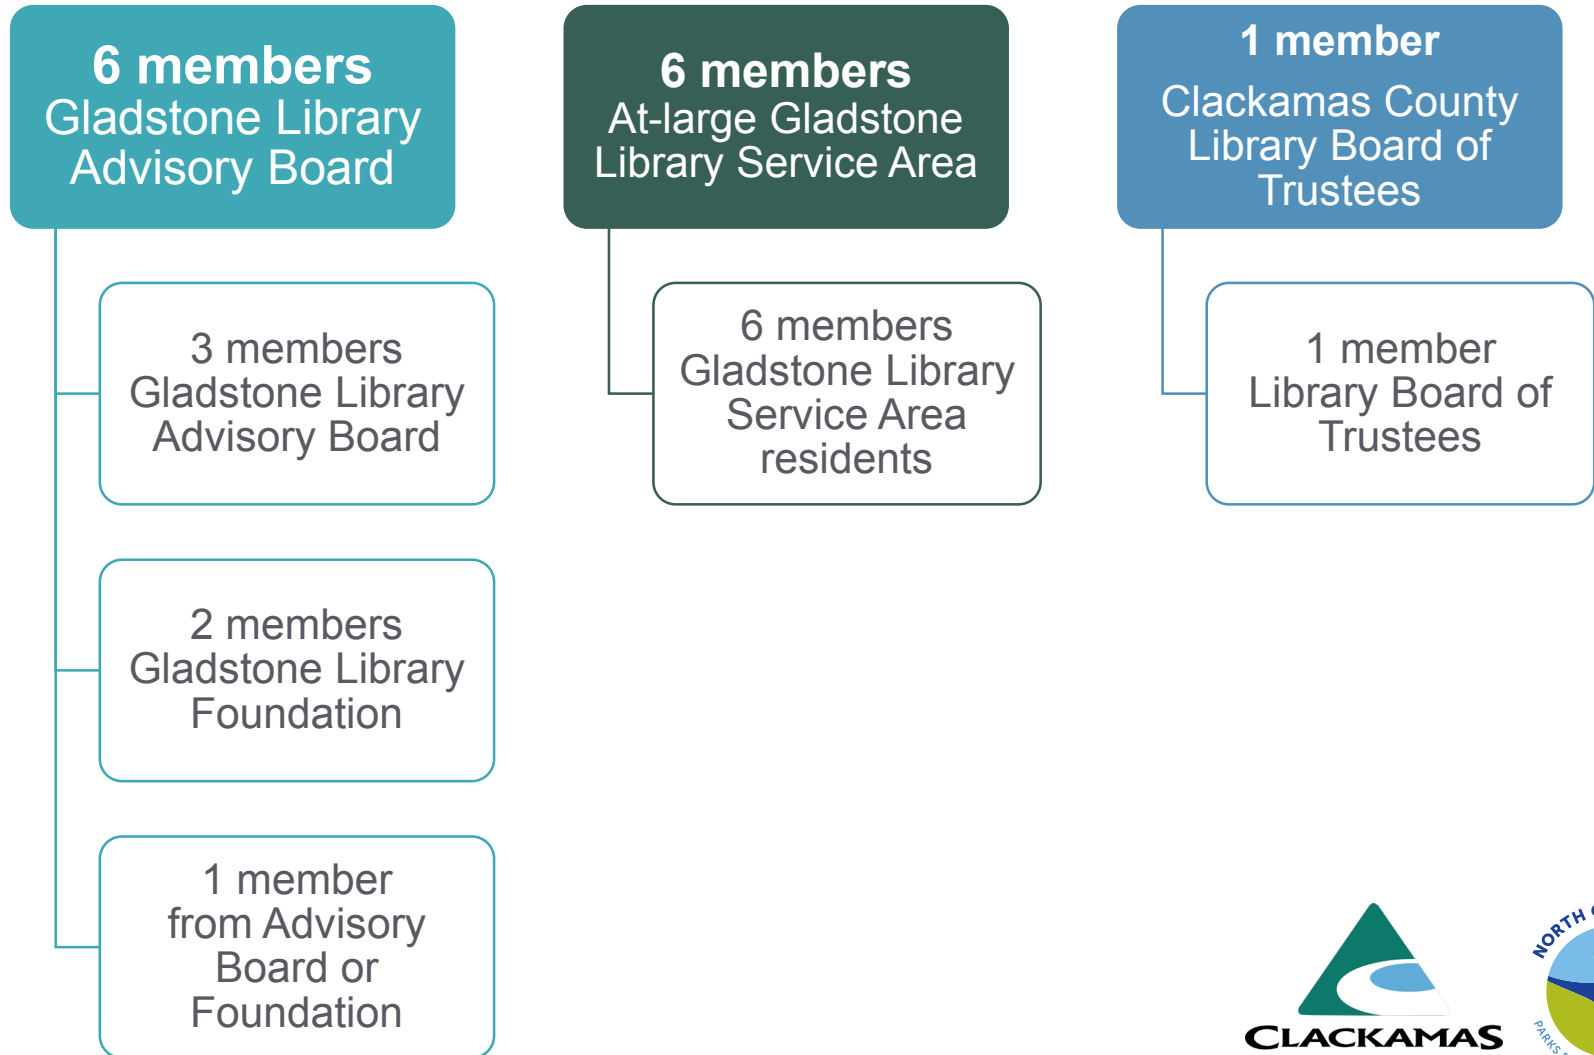 6 members
Gladstone Library
Advisory Board
3 members
Gladstone Library
Advisory Board
2 members
Gladstone Library
Foundation
1 member
from Advisory
Board or
Foundation
6 members
At-large Gladstone
Library Service Area
6 members
Gladstone Library
Service Area
residents
1 member
Clackamas County
Library Board of
Trustees
1 member
Library Board of
Trustees
CLACKAMAS
NORTH
PARKS